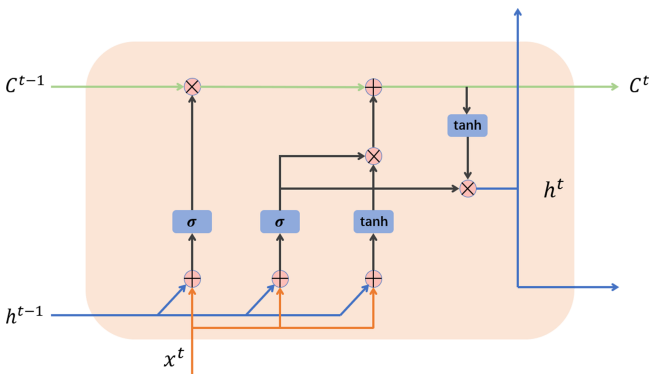 C^{t-1}
C^t
tanh
h^t
σ
σ
tanh
h^{t-1}
x^t